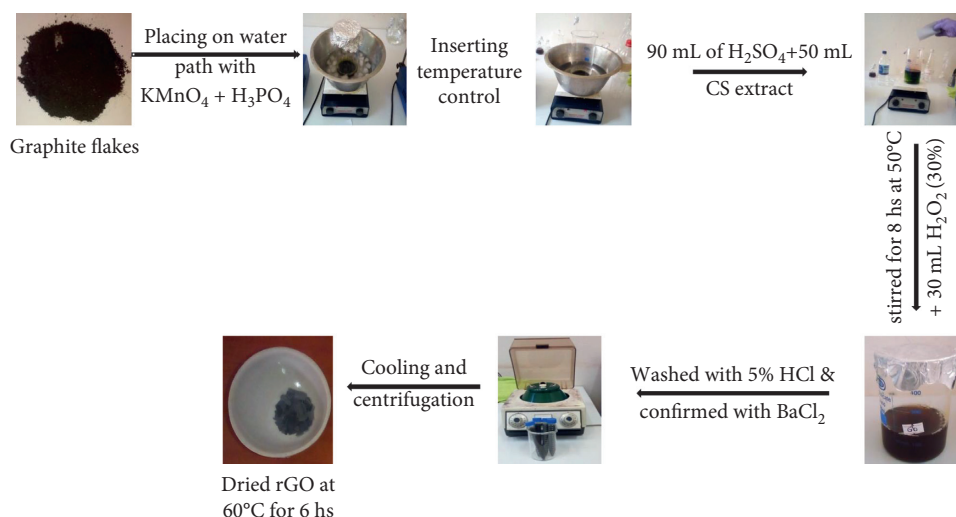 Placing on water
path with
KMnO₄ + H₃PO₄
Graphite flakes
Inserting
temperature
control
90 mL of H₂SO₄+50 mL
CS extract
stirred for 8 hs at 50°C
+ 30 mL H₂O₂ (30%)
Washed with 5% HCl &
confirmed with BaCl₂
Cooling and
centrifugation
Dried rGO at
60°C for 6 hs